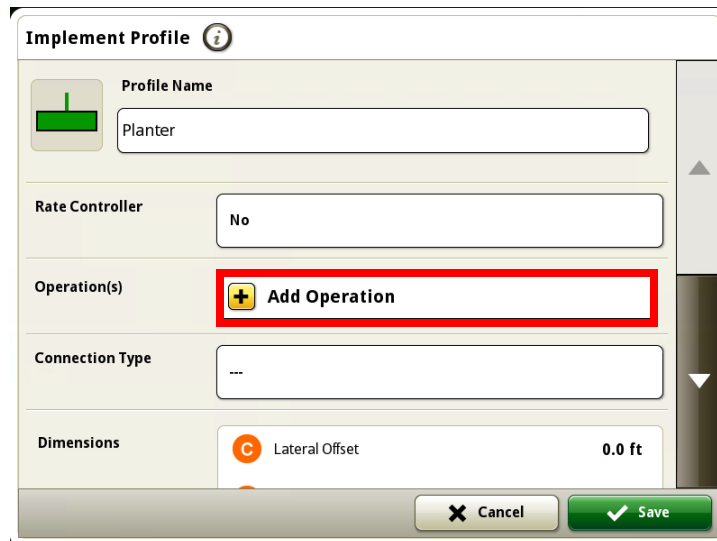 Implement Profile i
Profile Name
Planter
Rate Controller
No
Operation(s)
+ Add Operation
Connection Type
---
Dimensions
C Lateral Offset 0.0 ft
Cancel
Save